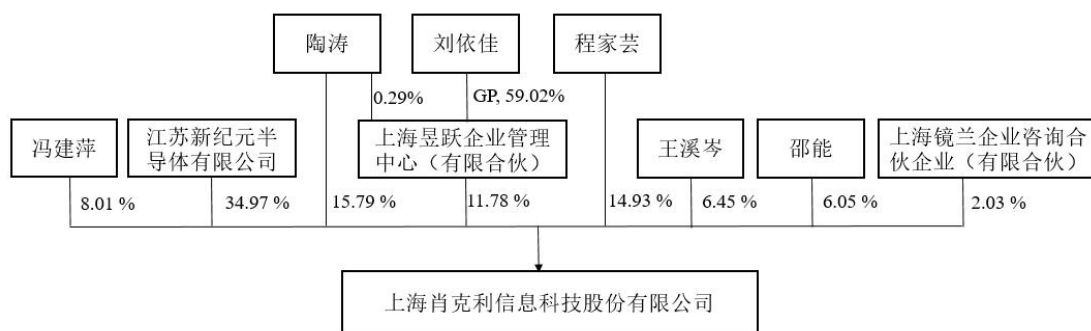 陶涛
刘依佳
程家芸
0.29%
GP, 59.02%
冯建萍
江苏新纪元半
导体有限公司
上海昱跃企业管理
中心（有限合伙）
王溪岑
邵能
上海镜兰企业咨询合
伙企业（有限合伙）
8.01 %
34.97 %
15.79 %
11.78 %
14.93 %
6.45 %
6.05 %
2.03 %
上海肖克利信息科技股份有限公司